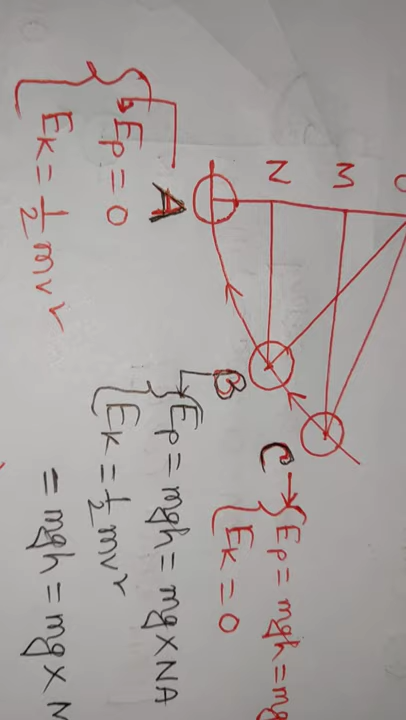 O
M
N
C → Ep = mgh = mg
Ek = 0
B
A
Ep = mgh = mg × NA
Ek = ½ mv²
Ep = 0
Ek = ½ mv²
= mgh = mg ×